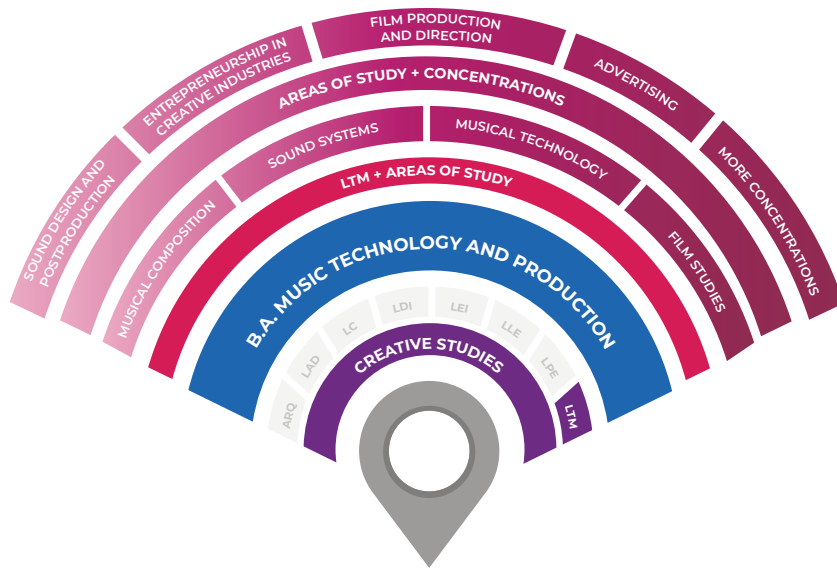 SOUND DESIGN AND
POSTPRODUCTION
ENTREPRENEURSHIP IN
CREATIVE INDUSTRIES
FILM PRODUCTION
AND DIRECTION
ADVERTISING
MORE CONCENTRATIONS
AREAS OF STUDY + CONCENTRATIONS
MUSICAL COMPOSITION
SOUND SYSTEMS
MUSICAL TECHNOLOGY
FILM STUDIES
LTM + AREAS OF STUDY
B.A. MUSIC TECHNOLOGY AND PRODUCTION
ARQ
LAD
LC
LDI
LEI
LLE
LPE
LTM
CREATIVE STUDIES